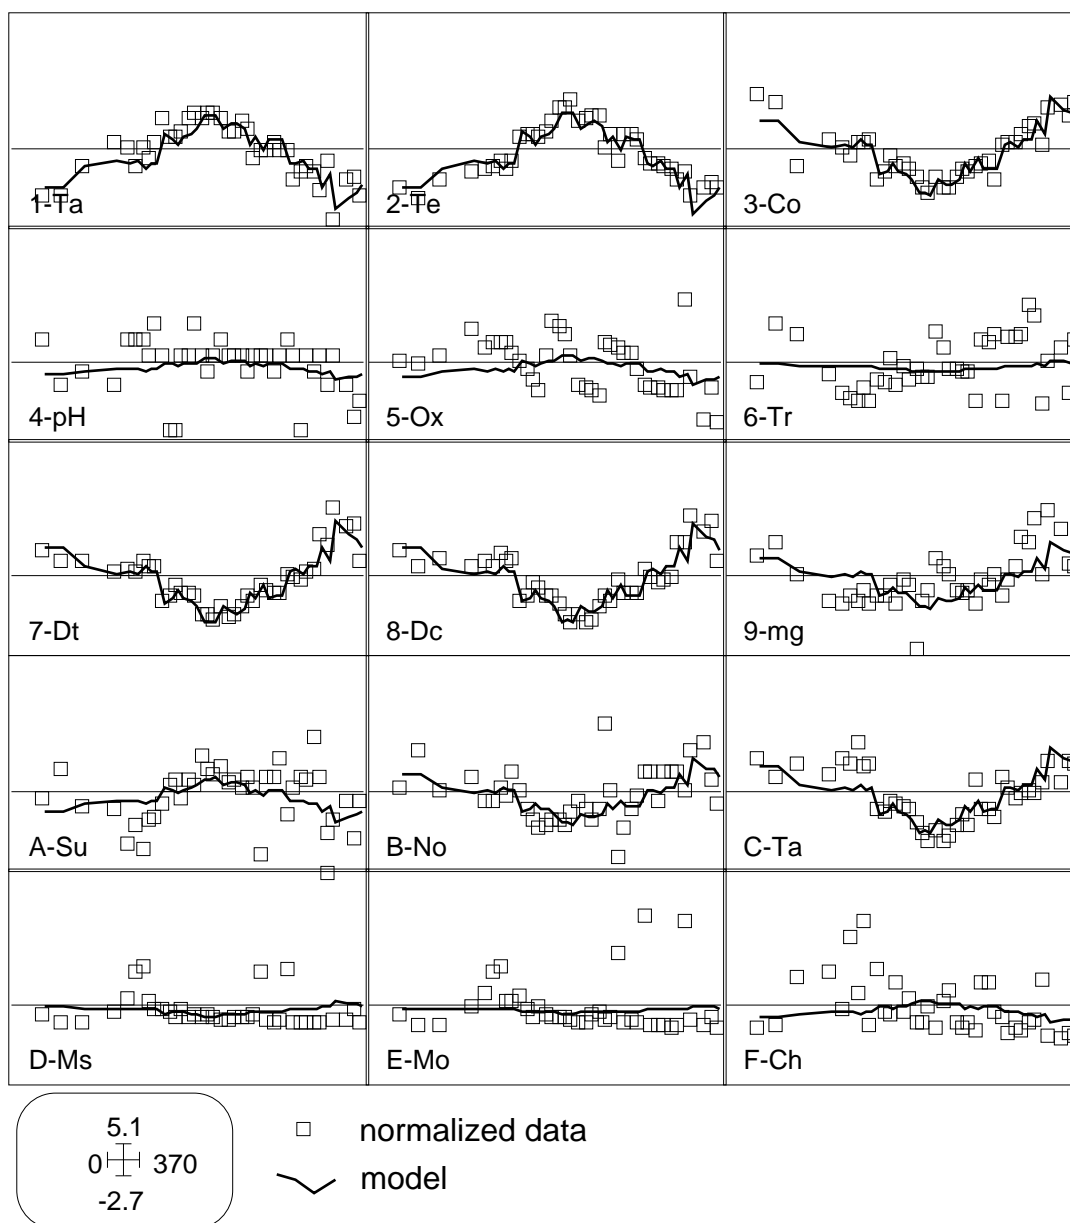 1-Ta
2-Te
3-Co
4-pH
5-Ox
6-Tr
7-Dt
8-Dc
9-mg
A-Su
B-No
C-Ta
D-Ms
E-Mo
F-Ch
5.1
0 370
-2.7
normalized data
model